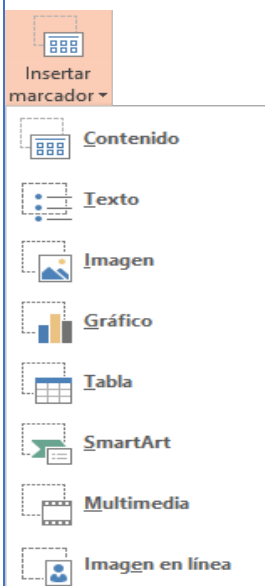 Insertar
marcador
Contenido
Texto
Imagen
Gráfico
Tabla
SmartArt
Multimedia
Imagen en línea